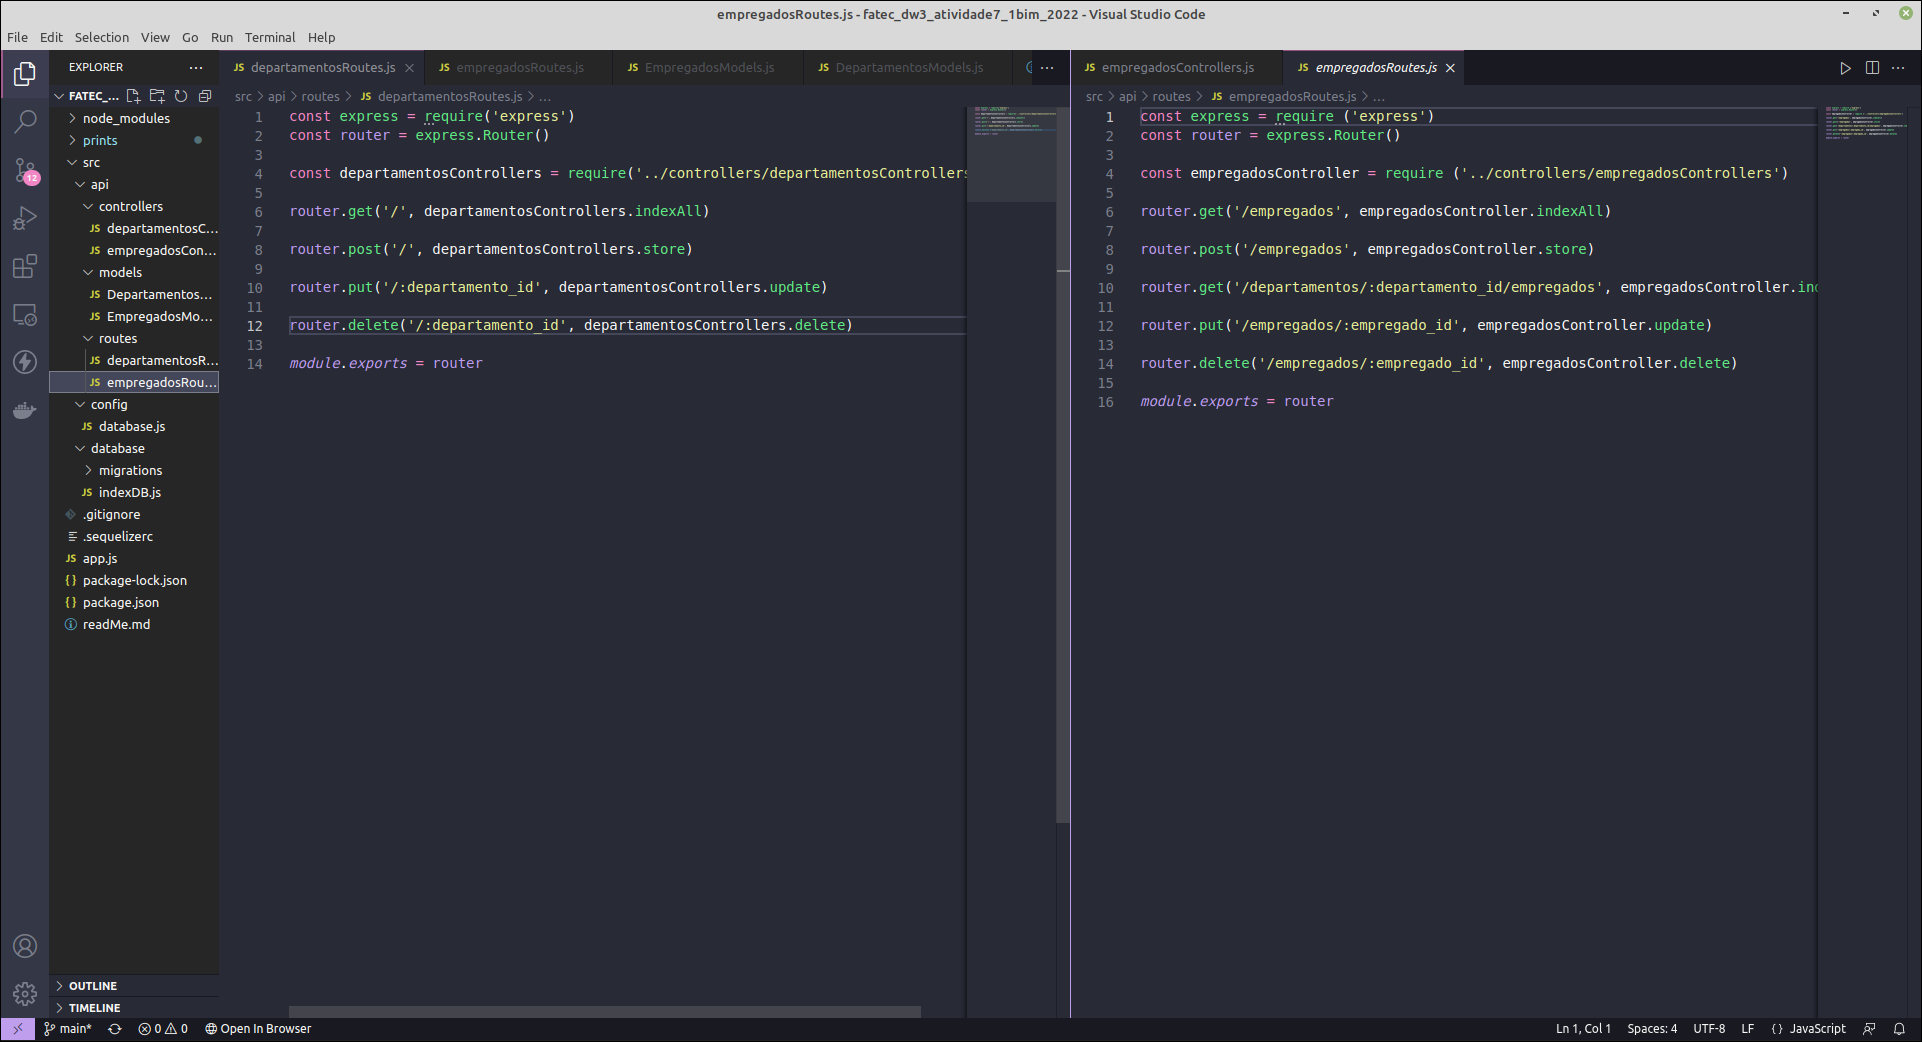 empregadosRoutes.js - fatec_dw3_atividade7_1bim_2022 - Visual Studio Code
File Edit Selection View Go Run Terminal Help
EXPLORER
FATEC_...
node_modules
prints
src
api
controllers
JS departamentosC...
JS empregadosCon...
models
JS Departamentos...
JS EmpregadosMo...
routes
JS departamentosR...
JS empregadosRou...
config
JS database.js
database
migrations
JS indexDB.js
.gitignore
.sequelizerc
JS app.js
{} package-lock.json
{} package.json
readMe.md
OUTLINE
TIMELINE
12
JS departamentosRoutes.js JS empregadosRoutes.js JS EmpregadosModels.js JS DepartamentosModels.js
src > api > routes > JS departamentosRoutes.js > ...
1 const express = require('express')
2 const router = express.Router()
3
4 const departamentosControllers = require('../controllers/departamentosControllers
5
6 router.get('/', departamentosControllers.indexAll)
7
8 router.post('/', departamentosControllers.store)
9
10 router.put('/:departamento_id', departamentosControllers.update)
11
12 router.delete('/:departamento_id', departamentosControllers.delete)
13
14 module.exports = router
JS empregadosControllers.js JS empregadosRoutes.js
src > api > routes > JS empregadosRoutes.js > ...
1 const express = require ('express')
2 const router = express.Router()
3
4 const empregadosController = require ('../controllers/empregadosControllers')
5
6 router.get('/empregados', empregadosController.indexAll)
7
8 router.post('/empregados', empregadosController.store)
9
10 router.get('/departamentos/:departamento_id/empregados', empregadosController.in
11
12 router.put('/empregados/:empregado_id', empregadosController.update)
13
14 router.delete('/empregados/:empregado_id', empregadosController.delete)
15
16 module.exports = router
main* 0 0 Open In Browser
Ln 1, Col 1 Spaces: 4 UTF-8 LF {} JavaScript